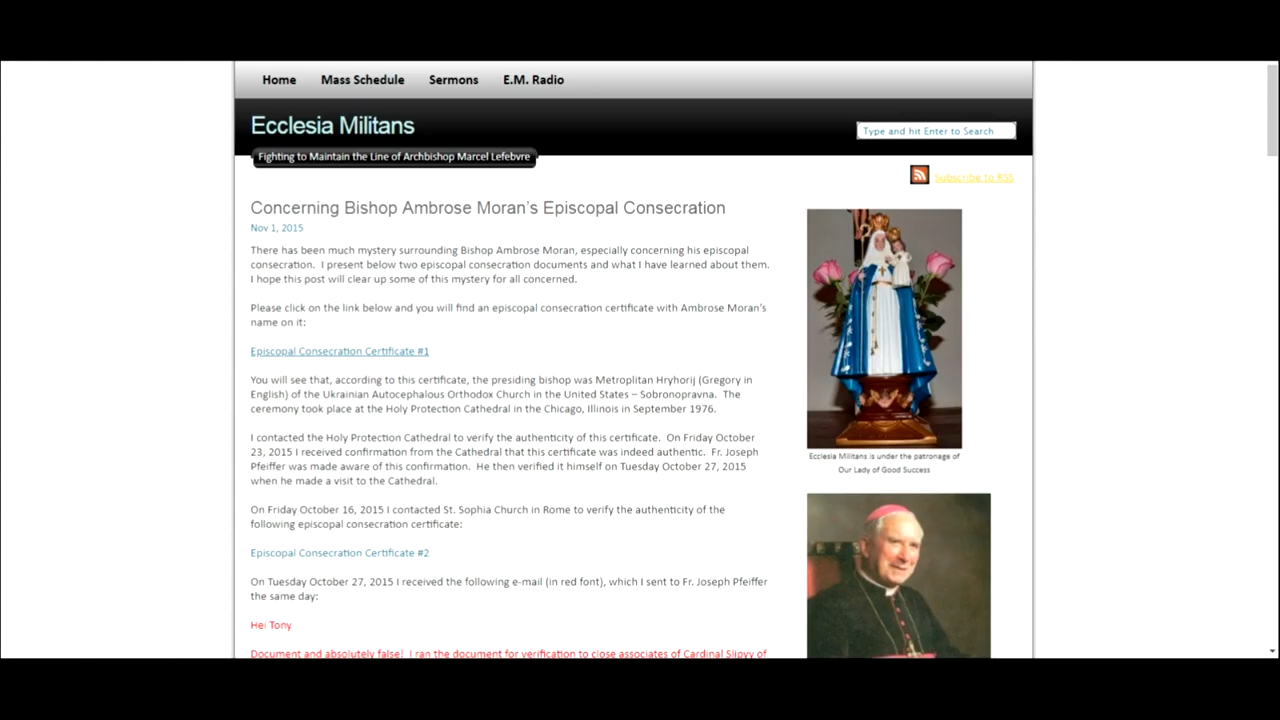 Home Mass Schedule Sermons E.M. Radio
Ecclesia Militans
Type and hit Enter to Search
Fighting to Maintain the Line of Archbishop Marcel Lefebvre
Subscribe to RSS
Concerning Bishop Ambrose Moran's Episcopal Consecration
Nov 1, 2015
There has been much mystery surrounding Bishop Ambrose Moran, especially concerning his episcopal
consecration. I present below two episcopal consecration documents and what I have learned about them.
I hope this post will clear up some of this mystery for all concerned.
Please click on the link below and you will find an episcopal consecration certificate with Ambrose Moran's
name on it:
Episcopal Consecration Certificate #1
You will see that, according to this certificate, the presiding bishop was Metroplitan Hryhorij (Gregory in
English) of the Ukrainian Autocephalous Orthodox Church in the United States – Sobronopravna. The
ceremony took place at the Holy Protection Cathedral in the Chicago, Illinois in September 1976.
I contacted the Holy Protection Cathedral to verify the authenticity of this certificate. On Friday October
23, 2015 I received confirmation from the Cathedral that this certificate was indeed authentic. Fr. Joseph
Pfeiffer was made aware of this confirmation. He then verified it himself on Tuesday October 27, 2015
when he made a visit to the Cathedral.
On Friday October 16, 2015 I contacted St. Sophia Church in Rome to verify the authenticity of the
following episcopal consecration certificate:
Episcopal Consecration Certificate #2
On Tuesday October 27, 2015 I received the following e-mail (in red font), which I sent to Fr. Joseph Pfeiffer
the same day:
Hei Tony
Document and absolutely false! I ran the document for verification to close associates of Cardinal Slipyy of
Ecclesia Militans is under the patronage of
Our Lady of Good Success